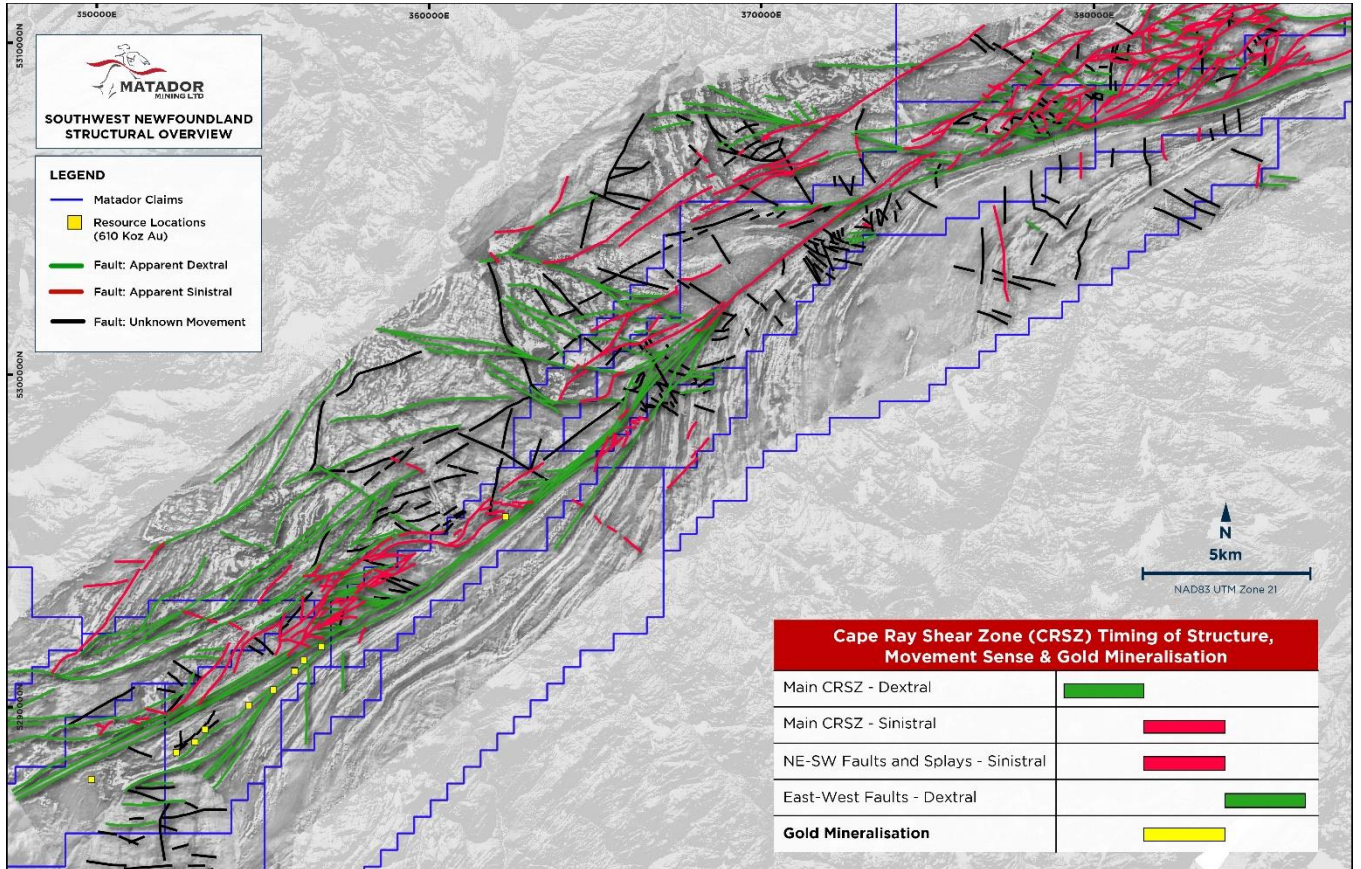 350000E
360000E
370000E
380000E
5310000N
5300000N
5290000N
MATADOR
MINING LTD
SOUTHWEST NEWFOUNDLAND
STRUCTURAL OVERVIEW
LEGEND
Matador Claims
Resource Locations
(610 Koz Au)
Fault: Apparent Dextral
Fault: Apparent Sinistral
Fault: Unknown Movement
N
5km
NAD83 UTM Zone 21
Cape Ray Shear Zone (CRSZ) Timing of Structure,
Movement Sense & Gold Mineralisation
Main CRSZ - Dextral
Main CRSZ - Sinistral
NE-SW Faults and Splays - Sinistral
East-West Faults - Dextral
Gold Mineralisation